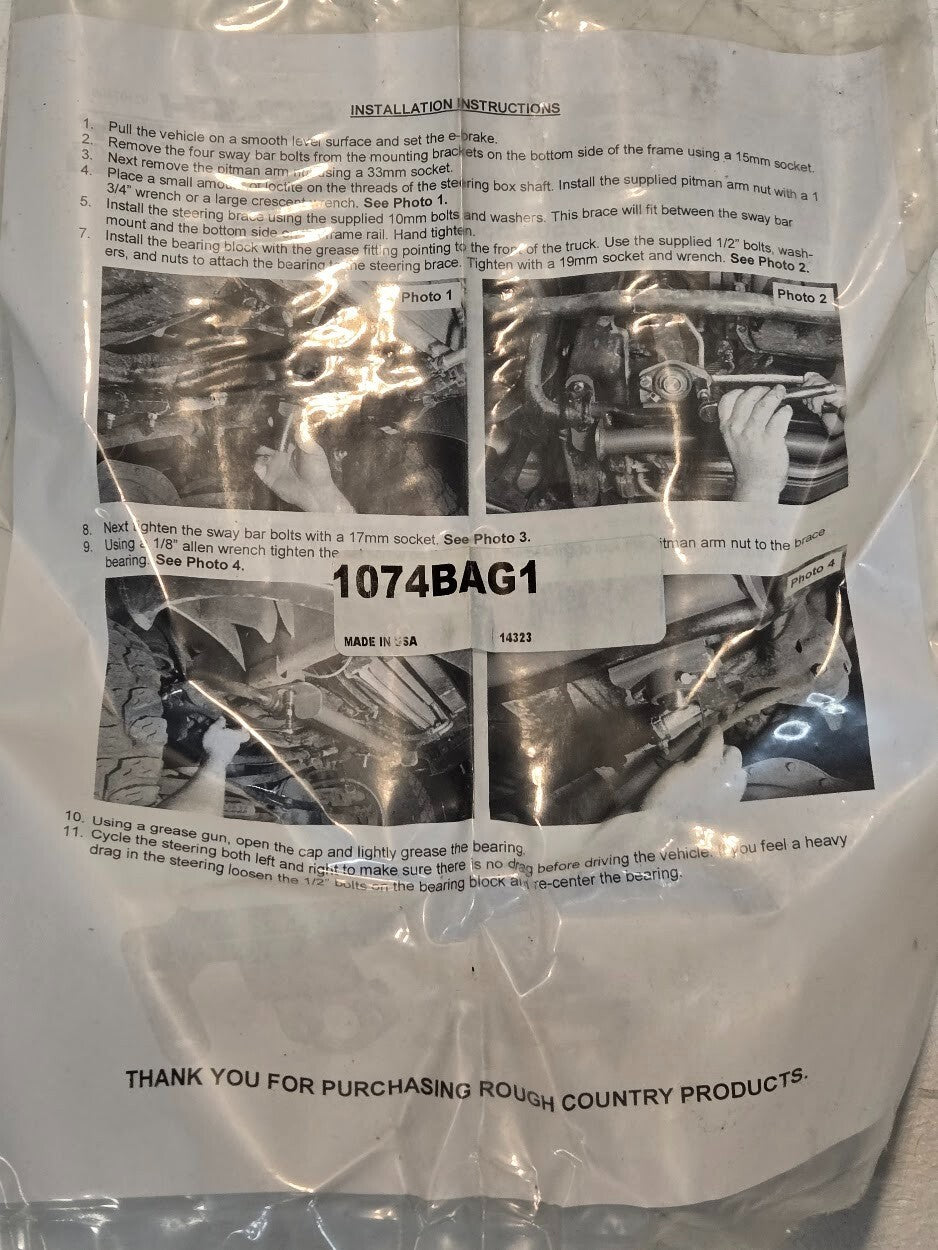 INSTALLATION INSTRUCTIONS
1. Pull the vehicle on a smooth level surface and set the e-brake.
2. Remove the four sway bar bolts from the mounting brackets on the bottom side of the frame using a 15mm socket.
3. Next remove the pitman arm using a 33mm socket.
4. Place a small amount of loctite on the threads of the steering box shaft. Install the supplied pitman arm nut with a 1
3/4" wrench or a large crescent wrench. See Photo 1.
5. Install the steering brace using the supplied 10mm bolts and washers. This brace will fit between the sway bar
mount and the bottom side frame rail. Hand tighten.
7. Install the bearing block with the grease fitting pointing to the front of the truck. Use the supplied 1/2" bolts, wash-
ers, and nuts to attach the bearing steering brace. Tighten with a 19mm socket and wrench. See Photo 2.
Photo 1
Photo 2
8. Next tighten the sway bar bolts with a 17mm socket. See Photo 3.
9. Using a 1/8" allen wrench tighten the pitman arm nut to the brace
bearing. See Photo 4.
1074BAG1
MADE IN USA 14323
Photo 4
10. Using a grease gun, open the cap and lightly grease the bearing.
11. Cycle the steering both left and right to make sure there is no drag before driving the vehicle. you feel a heavy
drag in the steering loosen the 1/2" bolts on the bearing block re-center the bearing.
THANK YOU FOR PURCHASING ROUGH COUNTRY PRODUCTS.